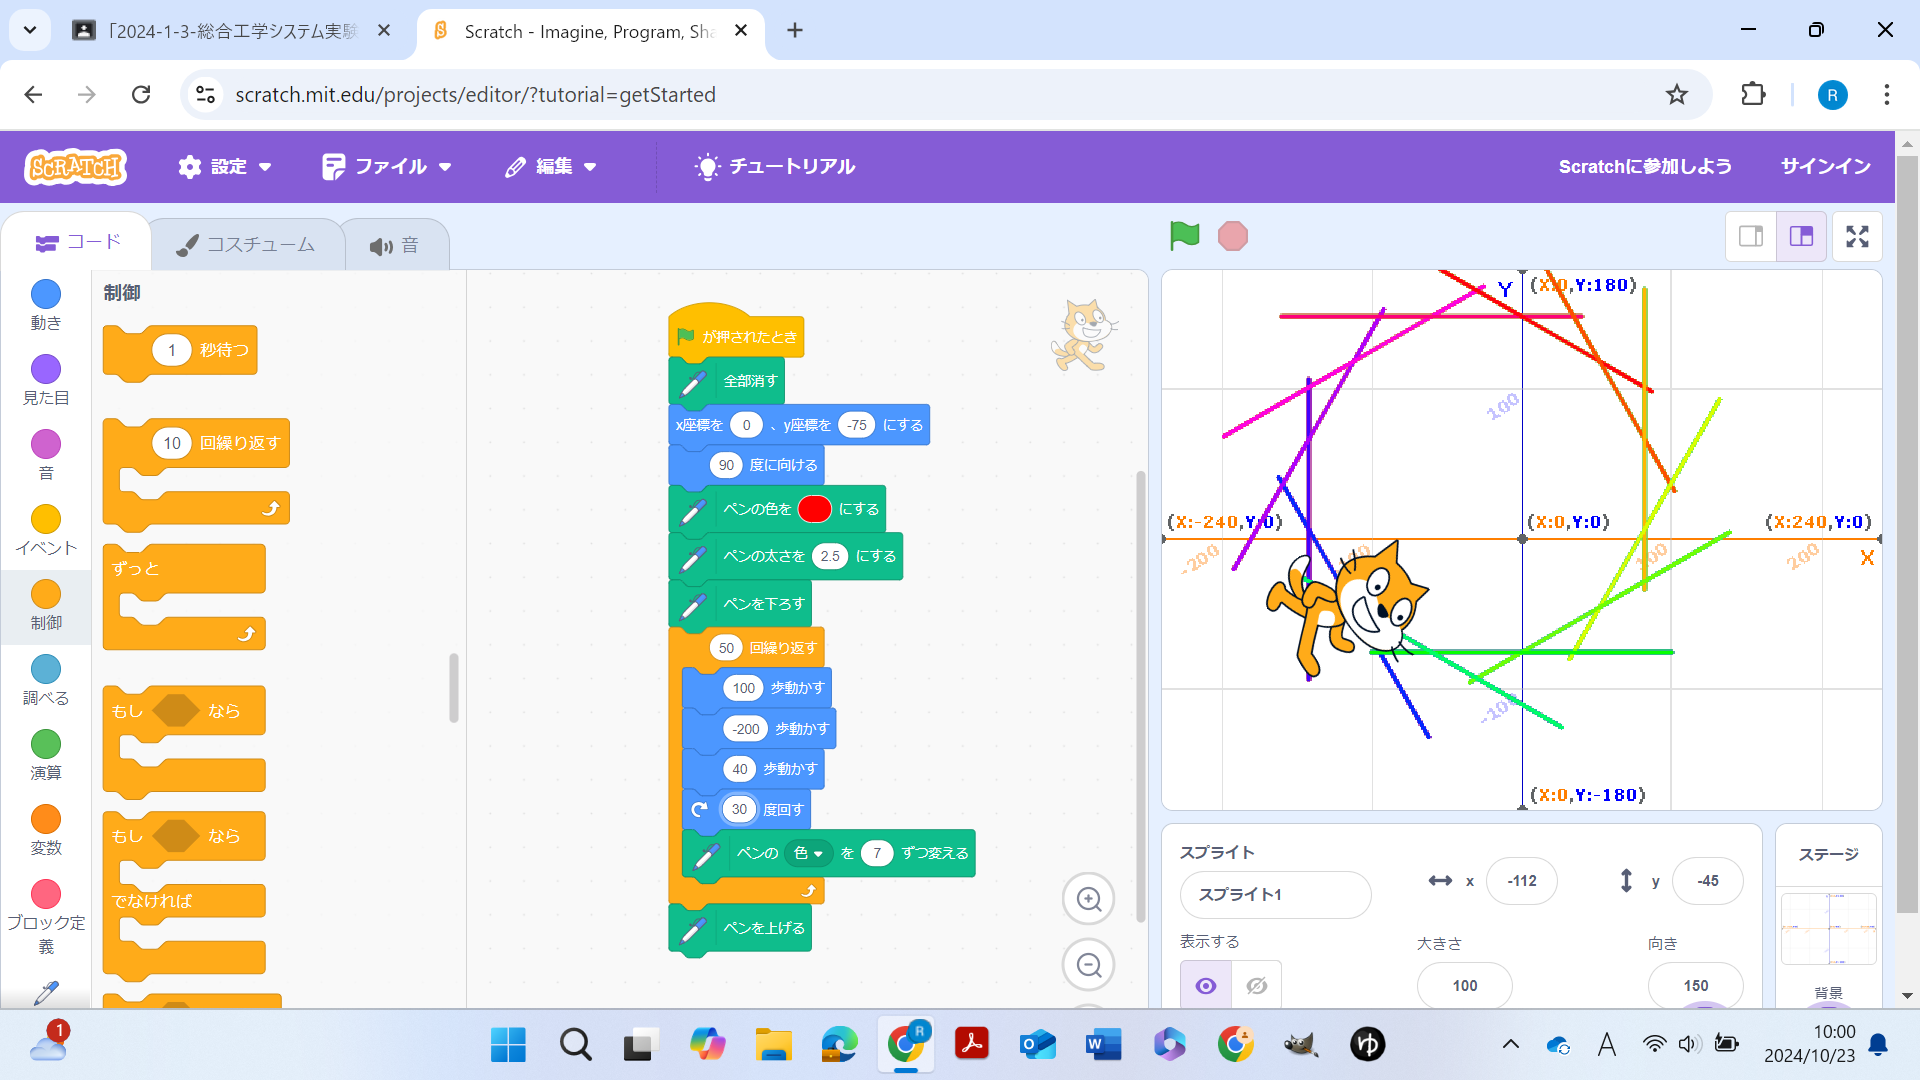 「2024-1-3-総合工学システム実験
Scratch - Imagine, Program, Sha
scratch.mit.edu/projects/editor/?tutorial=getStarted
R
SCRATCH
設定
ファイル
編集
チュートリアル
Scratchに参加しよう
サインイン
コード
コスチューム
音
動き
見た目
音
イベント
制御
調べる
演算
変数
ブロック定
義
制御
1 秒待つ
10 回繰り返す
ずっと
もし なら
もし なら
でなければ
が押されたとき
全部消す
x座標を 0 、y座標を -75 にする
90 度に向ける
ペンの色を にする
ペンの太さを 2.5 にする
ペンを下ろす
50 回繰り返す
100 歩動かす
-200 歩動かす
40 歩動かす
30 度回す
ペンの 色 を 7 ずつ変える
ペンを上げる
Y
(X:0,Y:180)
100
(X:-240,Y:0)
(X:0,Y:0)
(X:240,Y:0)
-200
100
200
X
-100
(X:0,Y:-180)
スプライト
スプライト1
x
-112
y
-45
表示する
大きさ
100
向き
150
ステージ
背景
1
R
A
ゆ
10:00
2024/10/23